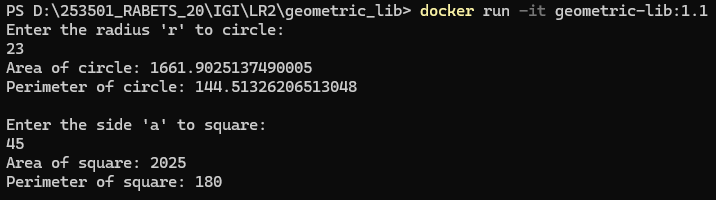 PS D:\253501_RABETS_20\IGI\LR2\geometric_lib> docker run -it geometric-lib:1.1
Enter the radius 'r' to circle:
23
Area of circle: 1661.9025137490005
Perimeter of circle: 144.51326206513048
Enter the side 'a' to square:
45
Area of square: 2025
Perimeter of square: 180